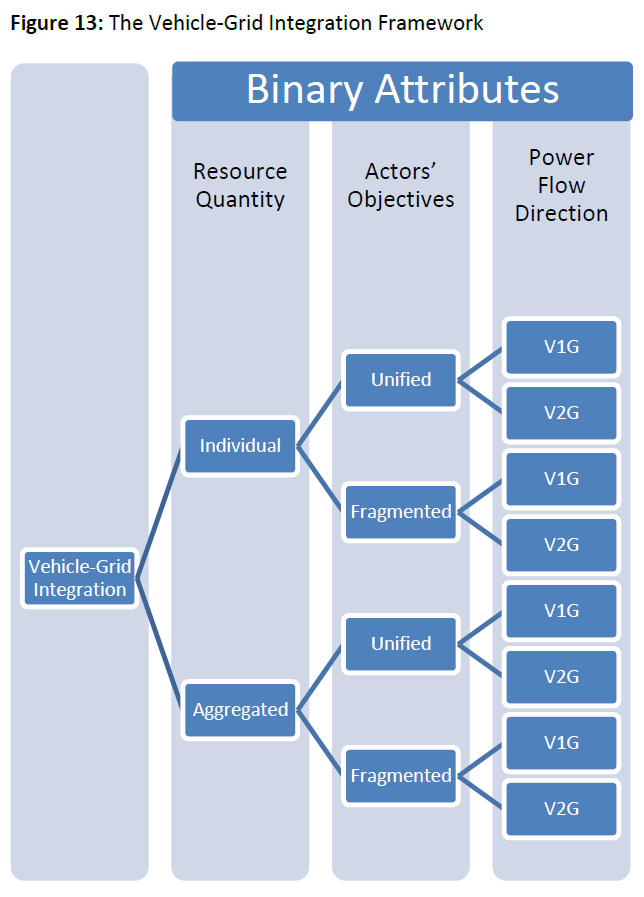 Figure 13: The Vehicle-Grid Integration Framework
Binary Attributes
Resource
Quantity
Actors’
Objectives
Power
Flow
Direction
Vehicle-Grid
Integration
Individual
Aggregated
Unified
Fragmented
Unified
Fragmented
V1G
V2G
V1G
V2G
V1G
V2G
V1G
V2G